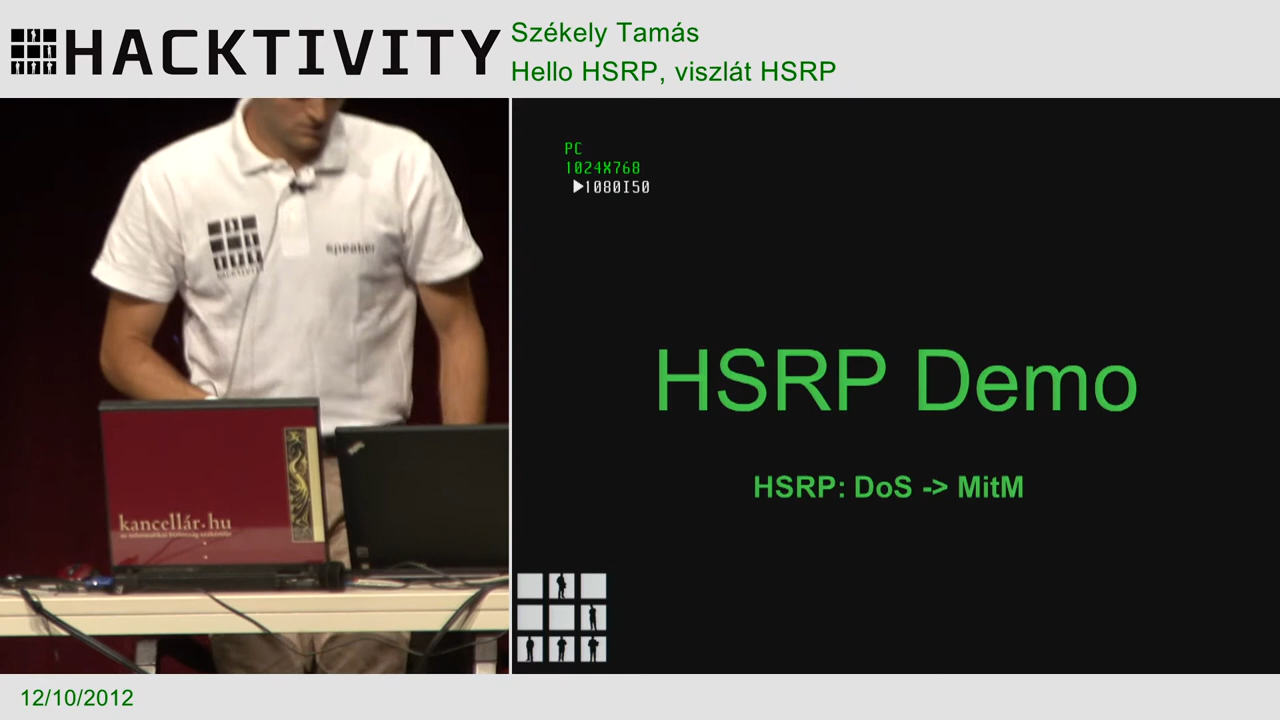 HACKTIVITY
Székely Tamás
Hello HSRP, viszlát HSRP
PC
1024X768
▶1080I50
speaker
HACKTIVITY
HSRP Demo
HSRP: DoS -> MitM
kancellár.hu
12/10/2012